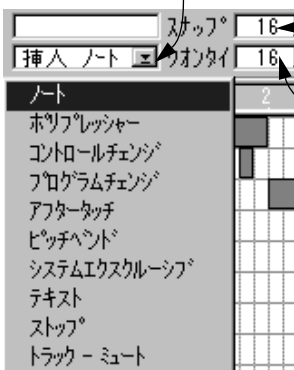 スナップ 16
挿入 ノート クオンタイ 16
ノート 2
ポリプレッシャー
コントロールチェンジ
プログラムチェンジ
アフタータッチ
ピッチベンド
システムエクスクルーシブ
テキスト
ストップ
トラック - ミュート